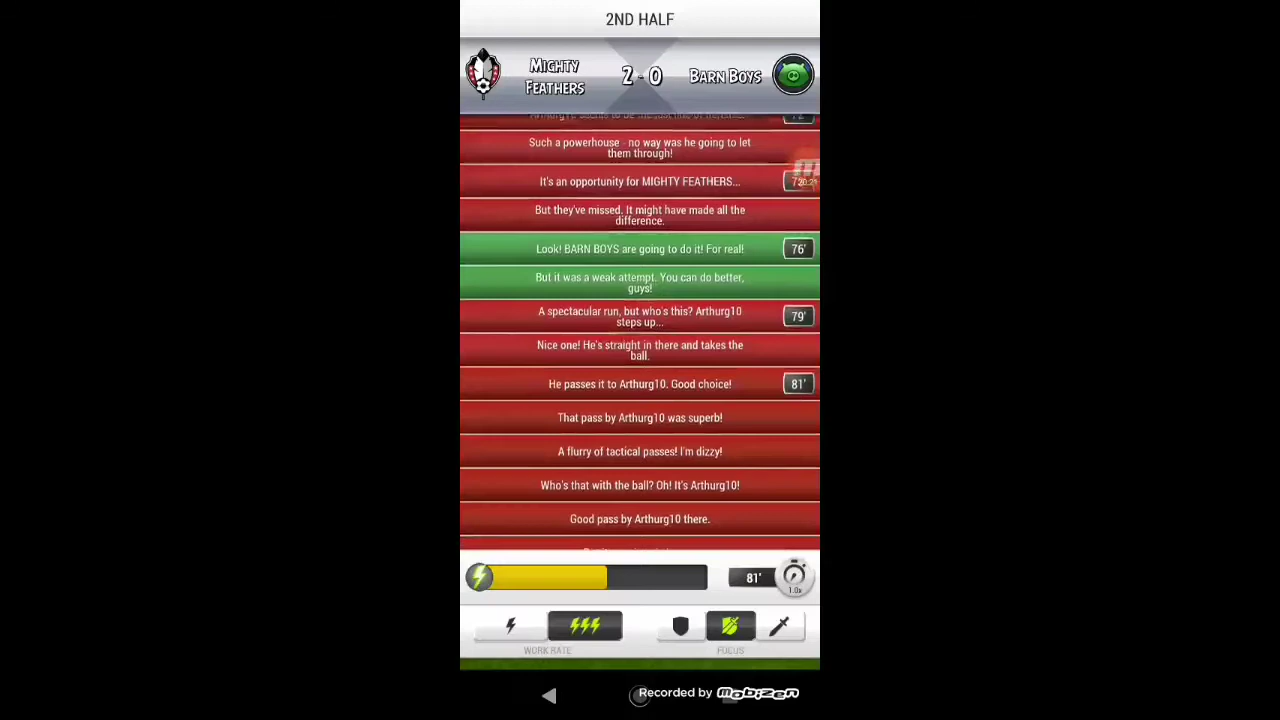 2ND HALF
MIGHTY
FEATHERS
2 - 0
BARN BOYS
Such a powerhouse - no way was he going to let
them through!
It's an opportunity for MIGHTY FEATHERS...
But they've missed. It might have made all the
difference.
Look! BARN BOYS are going to do it! For real!
76'
But it was a weak attempt. You can do better,
guys!
A spectacular run, but who's this? Arthurg10
steps up...
79'
Nice one! He's straight in there and takes the
ball.
He passes it to Arthurg10. Good choice!
81'
That pass by Arthurg10 was superb!
A flurry of tactical passes! I'm dizzy!
Who's that with the ball? Oh! It's Arthurg10!
Good pass by Arthurg10 there.
81'
1.0x
WORK RATE
FOCUS
Recorded by Mobizen